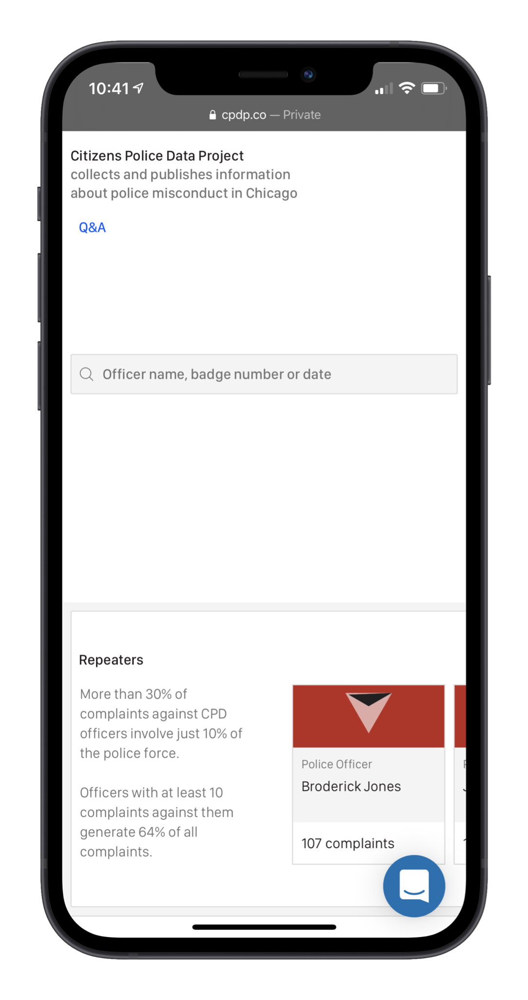 10:41
cpdp.co — Private
Citizens Police Data Project
collects and publishes information
about police misconduct in Chicago
Q&A
Officer name, badge number or date
Repeaters
More than 30% of
complaints against CPD
officers involve just 10% of
the police force.
Officers with at least 10
complaints against them
generate 64% of all
complaints.
Police Officer
Broderick Jones
107 complaints